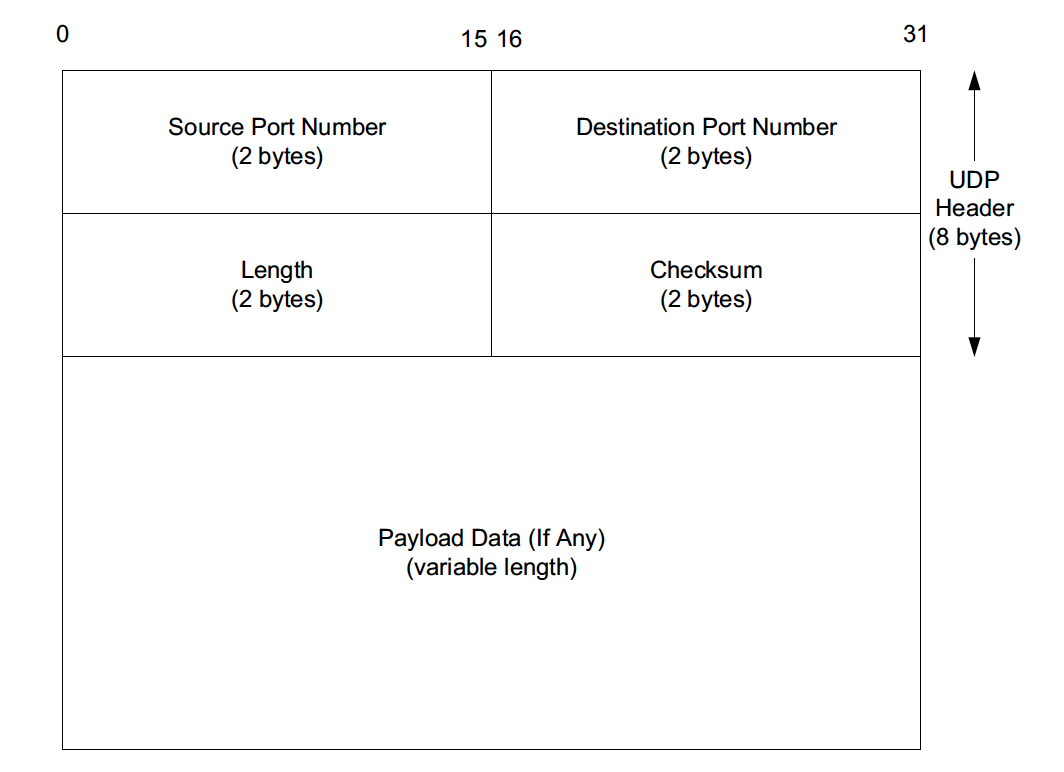 0
15 16
31
Source Port Number
(2 bytes)
Destination Port Number
(2 bytes)
UDP
Header
(8 bytes)
Length
(2 bytes)
Checksum
(2 bytes)
Payload Data (If Any)
(variable length)